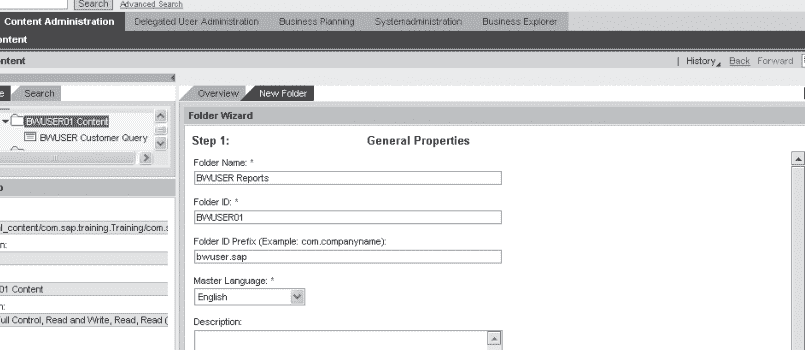 Search Advanced Search
Content Administration Delegated User Administration Business Planning Systemadministration Business Explorer
ontent
ntent
History Back Forward
e Search Overview New Folder
BWUSER01 Content
BWUSER Customer Query
Folder Wizard
Step 1: General Properties
Folder Name: *
BWUSER Reports
Folder ID: *
BWUSER01
Folder ID Prefix (Example: com.companyname):
bwuser.sap
Master Language: *
English
Description:
p
l_content/com.sap.training.Training/com.s
n:
01 Content
n:
ull Control, Read and Write, Read, Read (